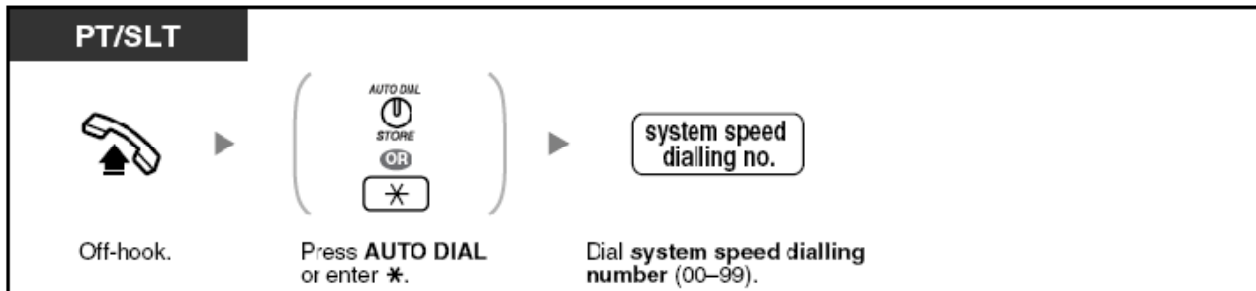 PT/SLT
AUTO DIAL
STORE
OR
✱
system speed
dialling no.
Off-hook.
Press AUTO DIAL
or enter ✱.
Dial system speed dialling
number (00–99).